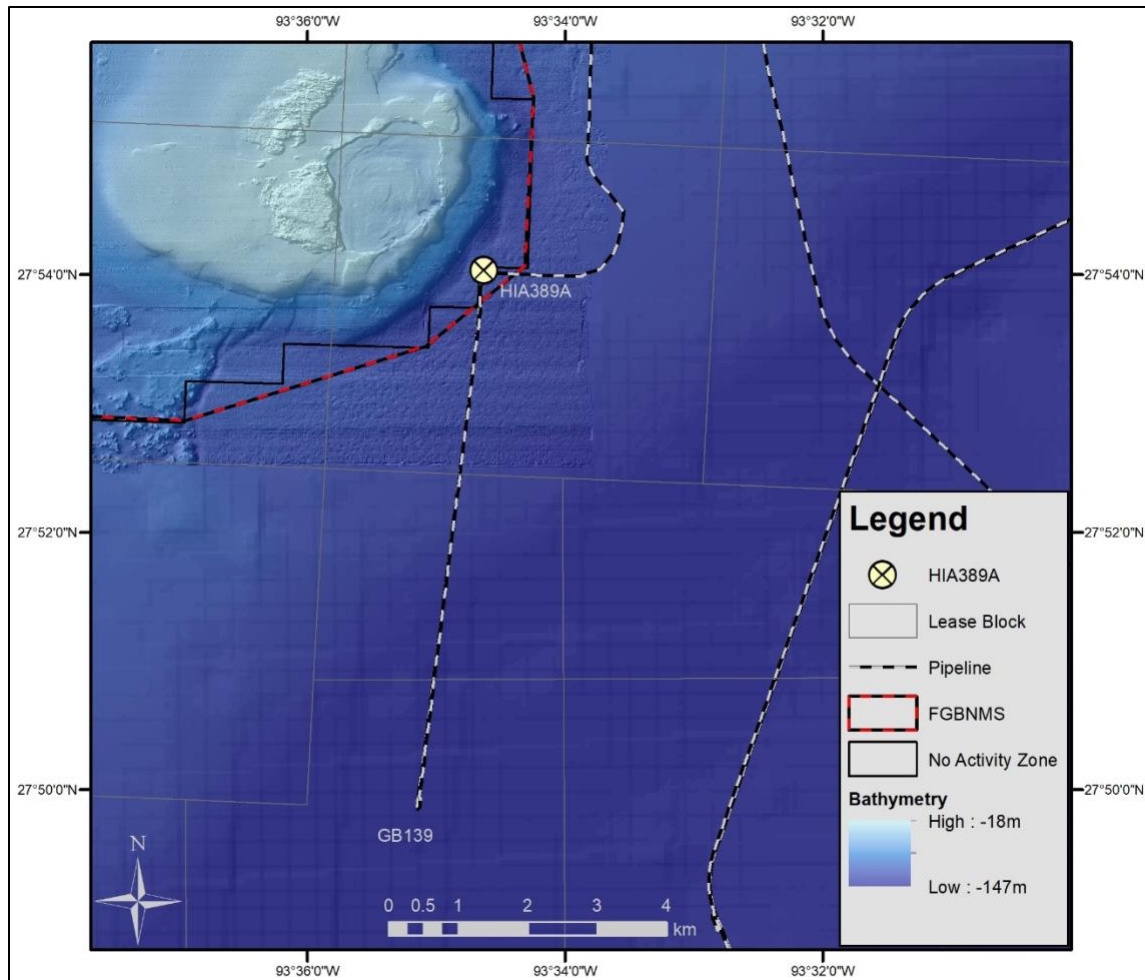 93°36'0"W 93°34'0"W 93°32'0"W
27°54'0"N 27°54'0"N
HIA389A
27°52'0"N 27°52'0"N
Legend
HIA389A
Lease Block
Pipeline
FGBNMS
No Activity Zone
Bathymetry
High : -18m
Low : -147m
27°50'0"N 27°50'0"N
GB139
N
0 0.5 1 2 3 4
km
93°36'0"W 93°34'0"W 93°32'0"W